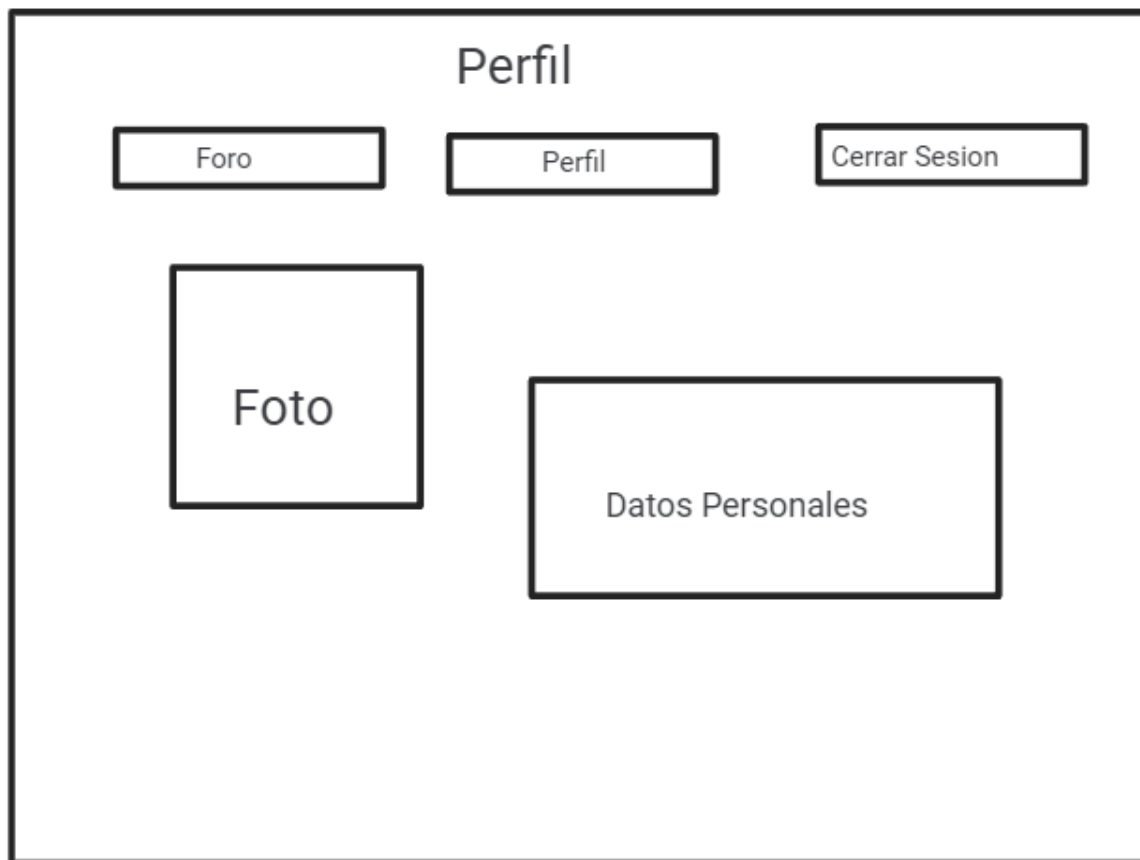 Perfil
Foro
Perfil
Cerrar Sesion
Foto
Datos Personales